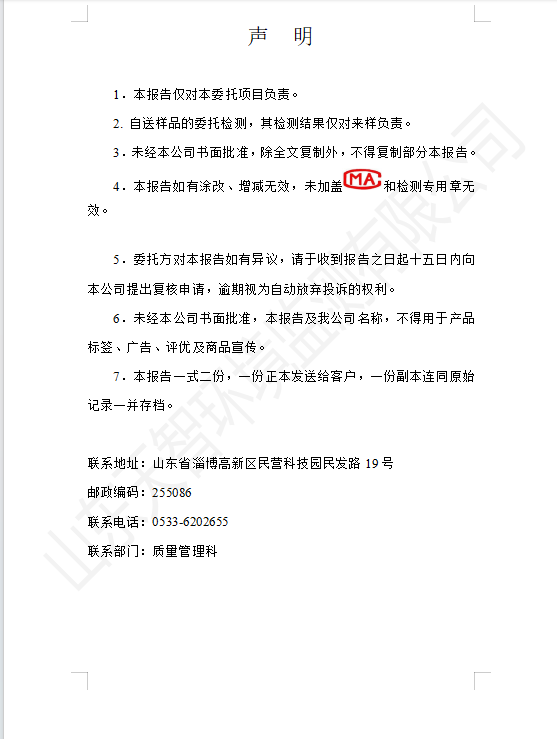 声 明
1．本报告仅对本委托项目负责。
2. 自送样品的委托检测，其检测结果仅对来样负责。
3．未经本公司书面批准，除全文复制外，不得复制部分本报告。
4．本报告如有涂改、增减无效，未加盖MA和检测专用章无
效。
5．委托方对本报告如有异议，请于收到报告之日起十五日内向
本公司提出复核申请，逾期视为自动放弃投诉的权利。
6．未经本公司书面批准，本报告及我公司名称，不得用于产品
标签、广告、评优及商品宣传。
7．本报告一式二份，一份正本发送给客户，一份副本连同原始
记录一并存档。
联系地址：山东省淄博高新区民营科技园民发路 19 号
邮政编码：255086
联系电话：0533-6202655
联系部门：质量管理科
山东天智环境监测有限公司